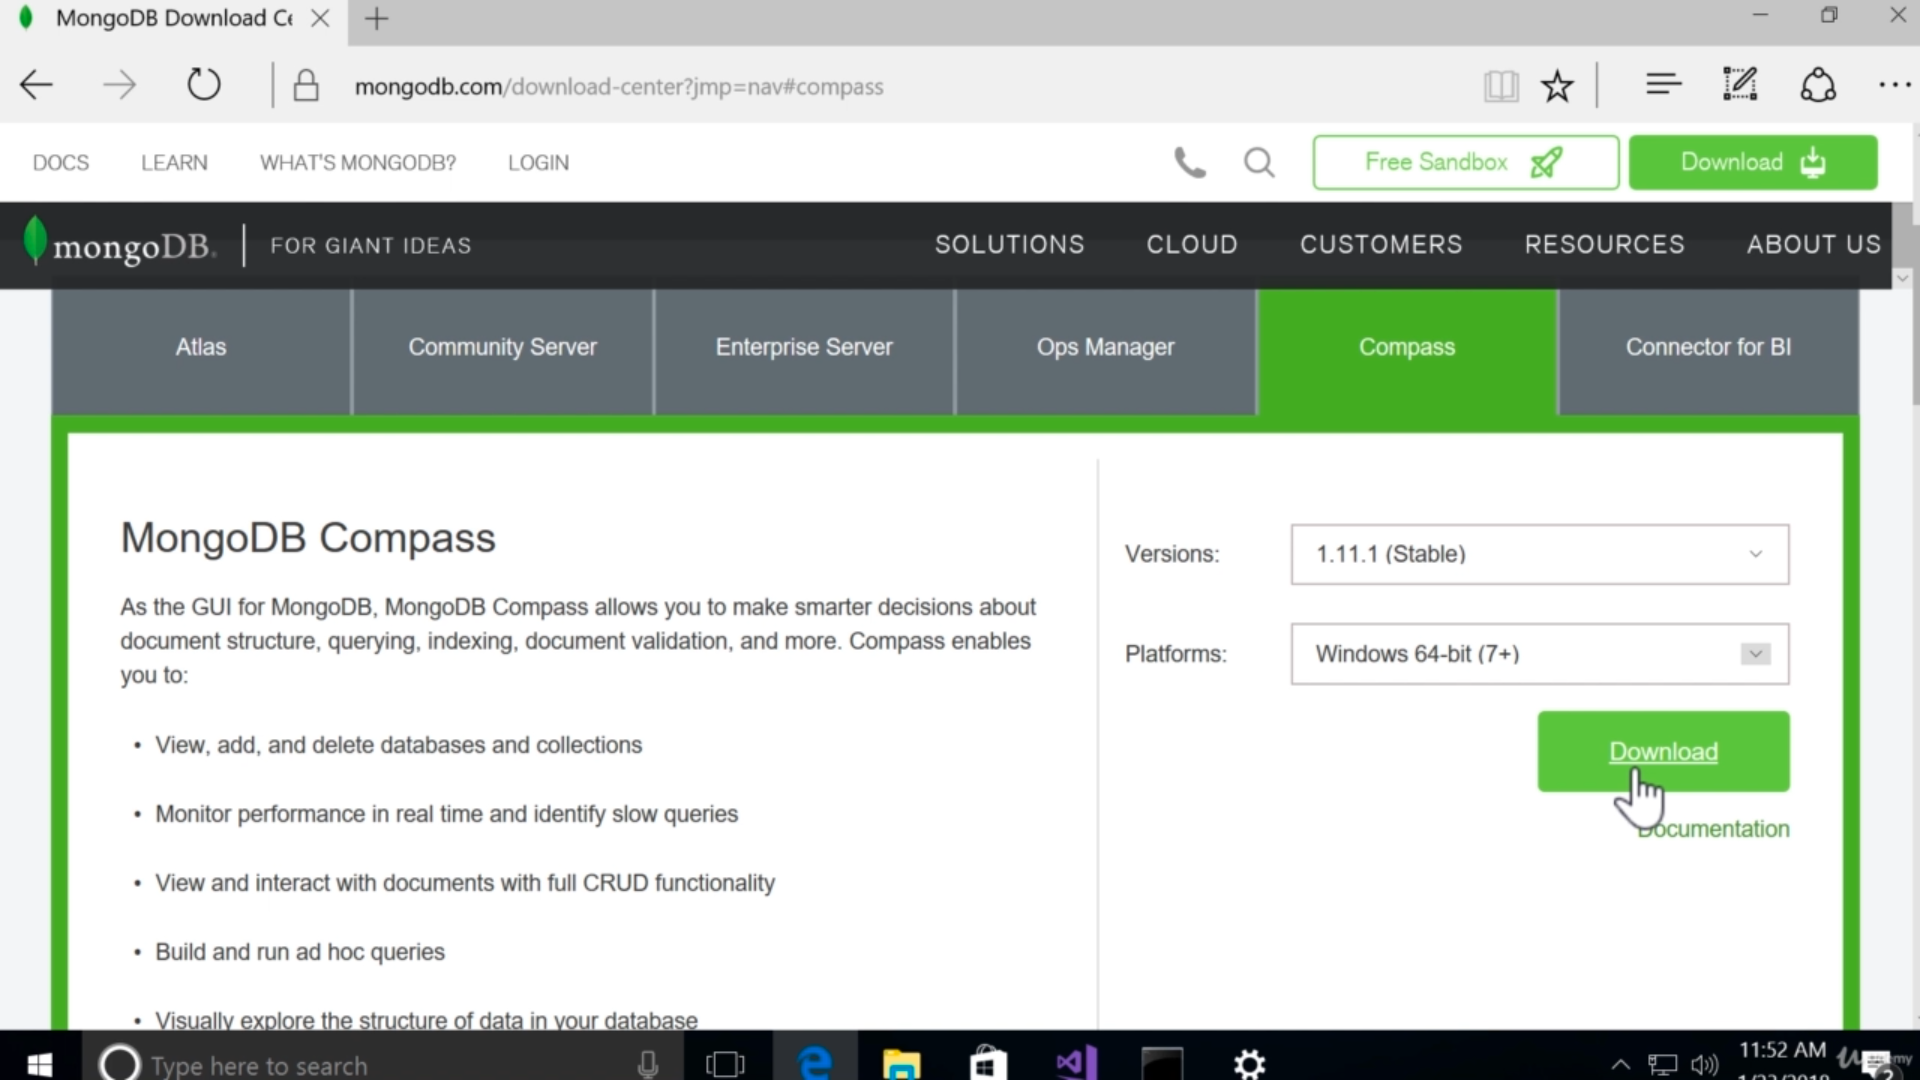 MongoDB Download Ce
mongodb.com/download-center?jmp=nav#compass
DOCS LEARN WHAT'S MONGODB? LOGIN Free Sandbox Download
mongoDB. FOR GIANT IDEAS SOLUTIONS CLOUD CUSTOMERS RESOURCES ABOUT US
Atlas Community Server Enterprise Server Ops Manager Compass Connector for BI
MongoDB Compass
As the GUI for MongoDB, MongoDB Compass allows you to make smarter decisions about
document structure, querying, indexing, document validation, and more. Compass enables
you to:
• View, add, and delete databases and collections
• Monitor performance in real time and identify slow queries
• View and interact with documents with full CRUD functionality
• Build and run ad hoc queries
• Visually explore the structure of data in your database
Versions: 1.11.1 (Stable)
Platforms: Windows 64-bit (7+)
Download
Documentation
Type here to search
11:52 AM